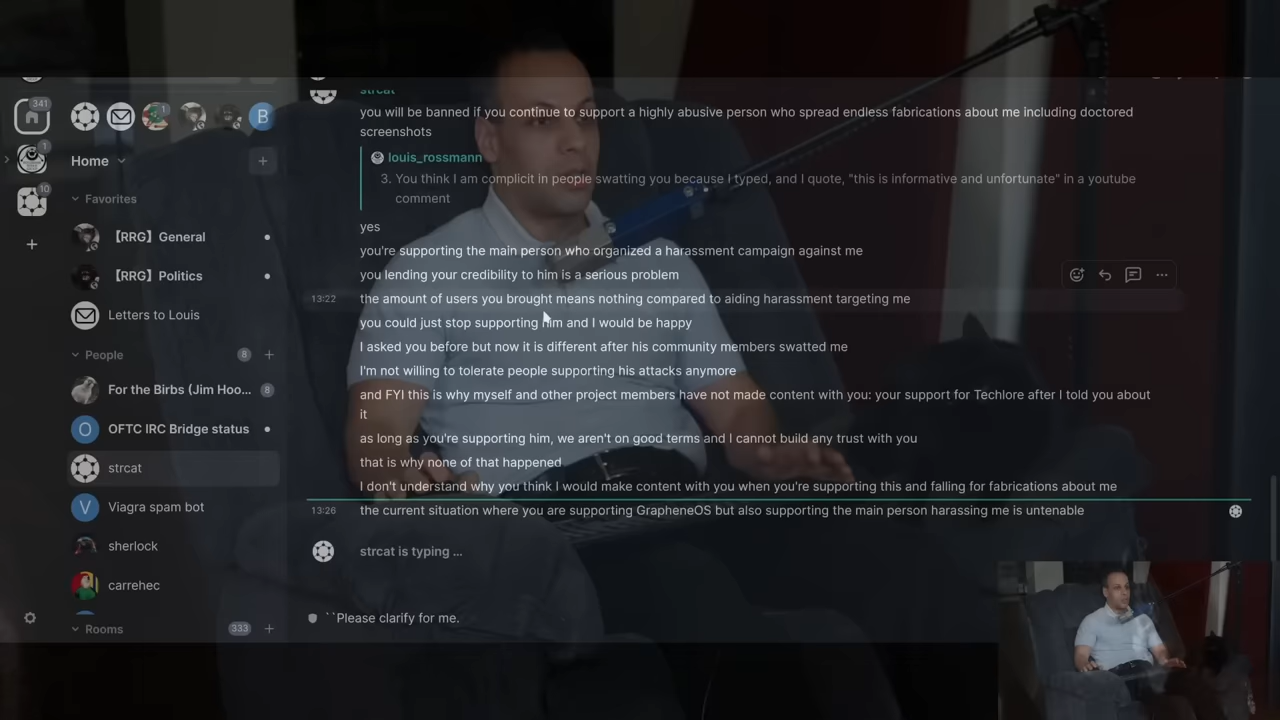 341
1
B
strcat
you will be banned if you continue to support a highly abusive person who spread endless fabrications about me including doctored
screenshots
1
Home
louis_rossmann
3. You think I am complicit in people swatting you because I typed, and I quote, "this is informative and unfortunate" in a youtube
comment
10
Favorites
yes
【RRG】General
you're supporting the main person who organized a harassment campaign against me
【RRG】Politics
you lending your credibility to him is a serious problem
13:22
the amount of users you brought means nothing compared to aiding harassment targeting me
Letters to Louis
you could just stop supporting him and I would be happy
People
8
I asked you before but now it is different after his community members swatted me
I'm not willing to tolerate people supporting his attacks anymore
For the Birbs (Jim Hoo...
8
and FYI this is why myself and other project members have not made content with you: your support for Techlore after I told you about
it
O
OFTC IRC Bridge status
as long as you're supporting him, we aren't on good terms and I cannot build any trust with you
strcat
that is why none of that happened
I don't understand why you think I would make content with you when you're supporting this and falling for fabrications about me
V
Viagra spam bot
13:26
the current situation where you are supporting GrapheneOS but also supporting the main person harassing me is untenable
sherlock
strcat is typing ...
carrehec
``Please clarify for me.
Rooms
333